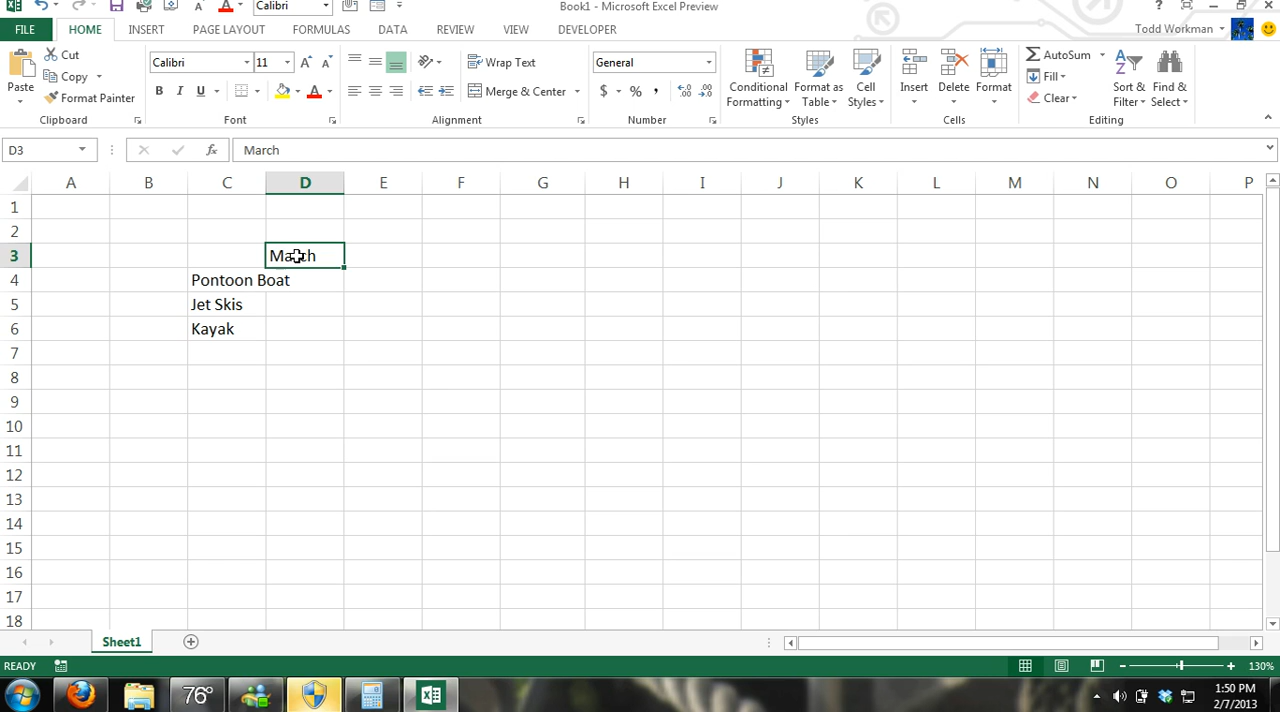 Calibri
Book1 - Microsoft Excel Preview
?
FILE HOME INSERT PAGE LAYOUT FORMULAS DATA REVIEW VIEW DEVELOPER Todd Workman
Paste
Cut
Copy
Format Painter
Clipboard
Calibri 11
B I U
Font
Wrap Text
Merge & Center
Alignment
General
$ % ,
Number
Conditional
Formatting
Format as
Table
Cell
Styles
Styles
Insert
Delete
Format
Cells
AutoSum
Fill
Clear
Sort &
Filter
Find &
Select
Editing
D3 fx March
A B C D E F G H I J K L M N O P
1
2
3 March
4 Pontoon Boat
5 Jet Skis
6 Kayak
7
8
9
10
11
12
13
14
15
16
17
18
Sheet1
READY 130%
76°
1:50 PM
2/7/2013